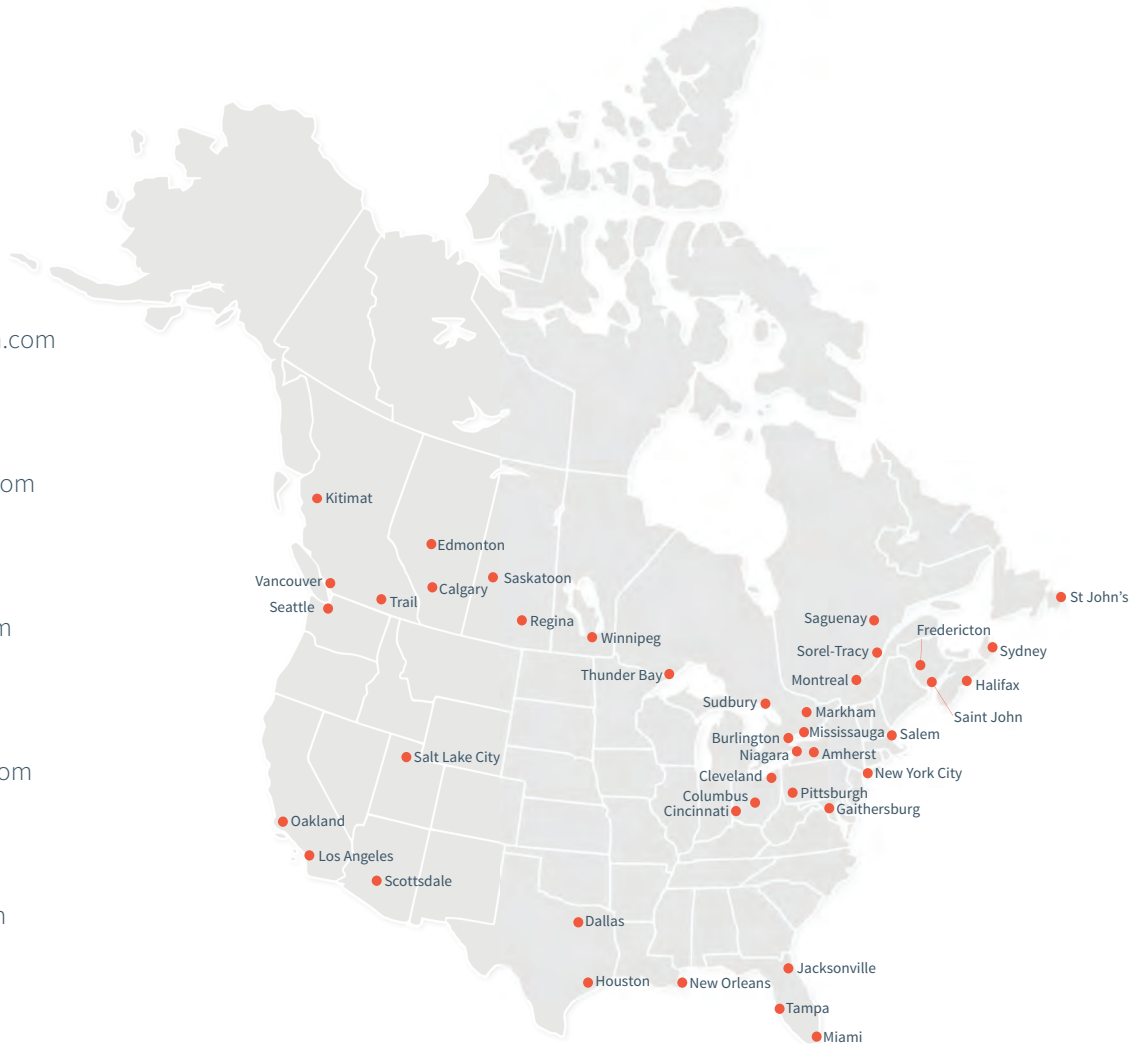 .com
om
m
om
m
Kitimat
Edmonton
Vancouver
Saskatoon
Calgary
Trail
Seattle
Regina
Winnipeg
Thunder Bay
St John's
Saguenay
Fredericton
Sorel-Tracy
Sydney
Montreal
Halifax
Sudbury
Markham
Saint John
Burlington
Mississauga
Salem
Niagara
Amherst
Salt Lake City
Cleveland
New York City
Columbus
Pittsburgh
Cincinnati
Gaithersburg
Oakland
Los Angeles
Scottsdale
Dallas
Jacksonville
Houston
New Orleans
Tampa
Miami